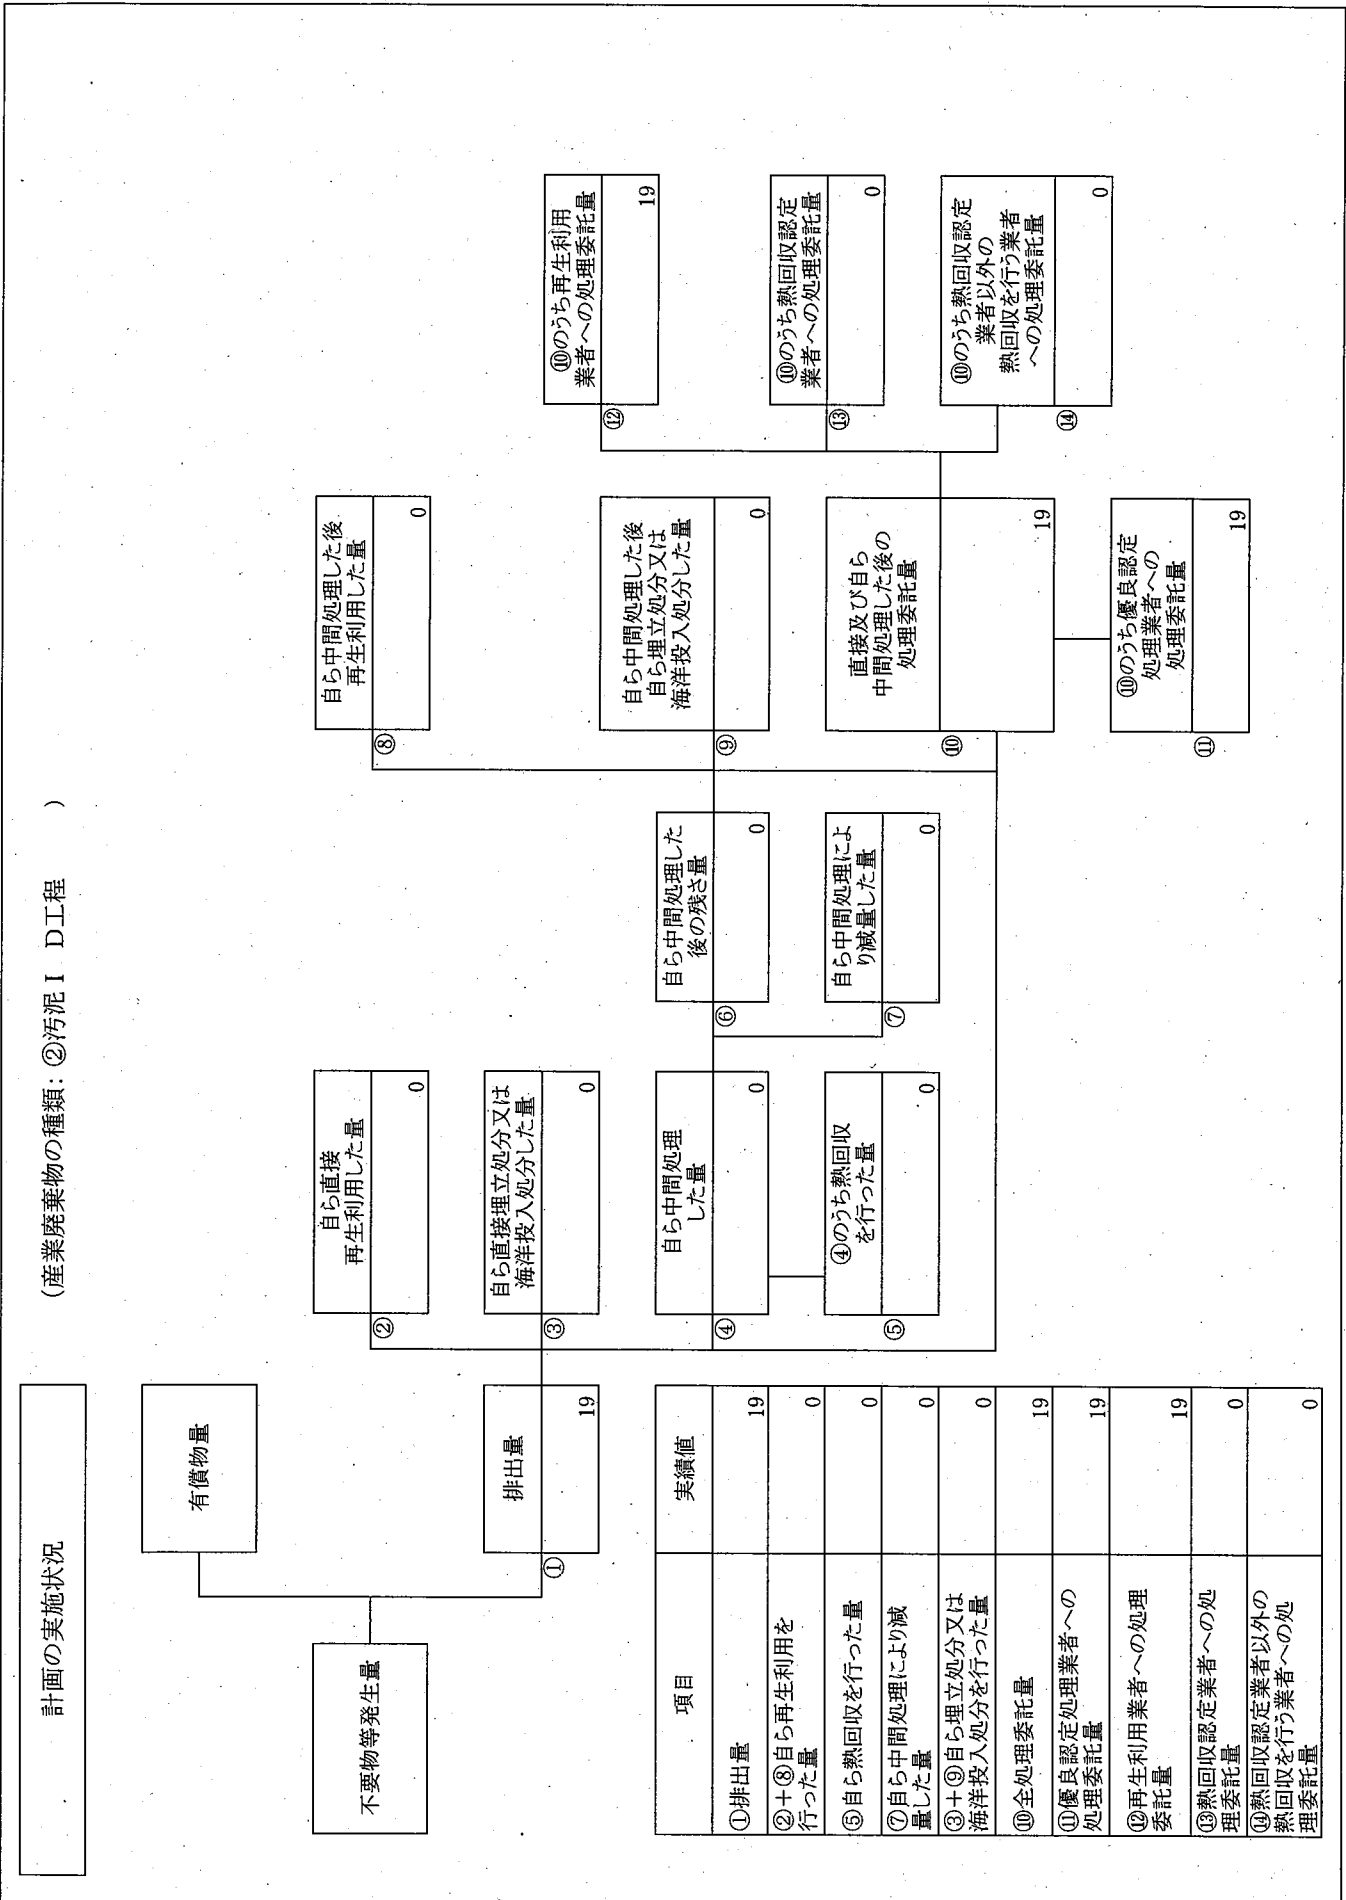 計画の実施状況
(産業廃棄物の種類：②汚泥Ⅰ　D工程　　)
不要物等発生量
有償物量
排出量
①
19
自ら直接
再生利用した量
②
0
自ら直接埋立処分又は
海洋投入処分した量
③
0
自ら中間処理
した量
④
0
④のうち熱回収
を行った量
⑤
0
自ら中間処理した
後の残さ量
⑥
0
自ら中間処理によ
り減量した量
⑦
0
自ら中間処理した後
再生利用した量
⑧
0
自ら中間処理した後
自ら埋立処分又は
海洋投入処分した量
⑨
0
直接及び自ら
中間処理した後の
処理委託量
⑩
19
⑩のうち優良認定
処理業者への
処理委託量
⑪
19
⑩のうち再生利用
業者への処理委託量
⑫
19
⑩のうち熱回収認定
業者への処理委託量
⑬
0
⑩のうち熱回収認定
業者以外の
熱回収を行う業者
への処理委託量
⑭
0
項目　実績値
①排出量　19
②＋⑧自ら再生利用を
行った量　0
⑤自ら熱回収を行った量　0
⑦自ら中間処理により減
量した量　0
③＋⑨自ら埋立処分又は
海洋投入処分を行った量　0
⑩全処理委託量　19
⑪優良認定処理業者への
処理委託量　19
⑫再生利用業者への処理
委託量　19
⑬熱回収認定業者への処
理委託量　0
⑭熱回収認定業者以外の
熱回収を行う業者への処
理委託量　0